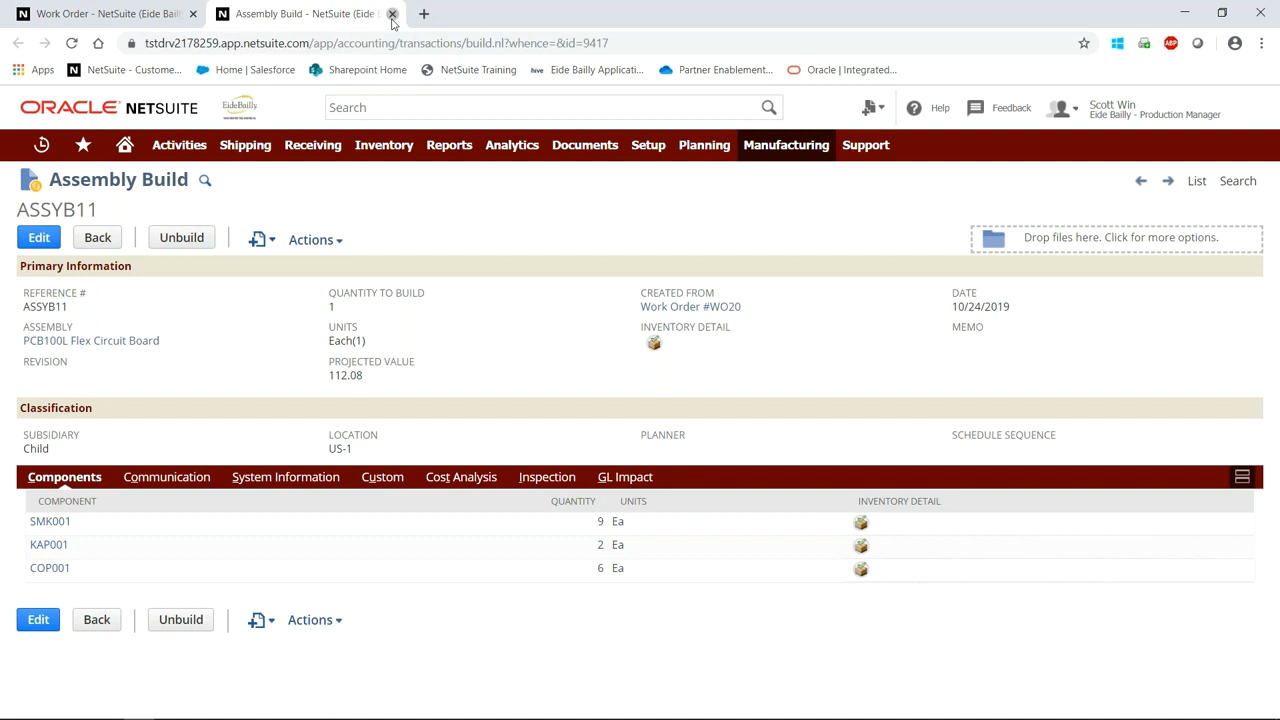 Work Order - NetSuite (Eide Baill
Assembly Build - NetSuite (Eide
tstdrv2178259.app.netsuite.com/app/accounting/transactions/build.nl?whence=&id=9417
ABP
Apps
NetSuite - Custome...
Home | Salesforce
Sharepoint Home
NetSuite Training
hive
Eide Bailly Applicati...
Partner Enablement...
Oracle | Integrated...
ORACLE NETSUITE
EideBailly
Search
Help
Feedback
Scott Win
Eide Bailly - Production Manager
Activities
Shipping
Receiving
Inventory
Reports
Analytics
Documents
Setup
Planning
Manufacturing
Support
Assembly Build
List
Search
ASSYB11
Edit
Back
Unbuild
Actions
Drop files here. Click for more options.
Primary Information
REFERENCE #
ASSYB11
QUANTITY TO BUILD
1
CREATED FROM
Work Order #WO20
DATE
10/24/2019
ASSEMBLY
PCB100L Flex Circuit Board
UNITS
Each(1)
INVENTORY DETAIL
MEMO
REVISION
PROJECTED VALUE
112.08
Classification
SUBSIDIARY
Child
LOCATION
US-1
PLANNER
SCHEDULE SEQUENCE
Components
Communication
System Information
Custom
Cost Analysis
Inspection
GL Impact
COMPONENT QUANTITY UNITS INVENTORY DETAIL
SMK001 9 Ea
KAP001 2 Ea
COP001 6 Ea
Edit
Back
Unbuild
Actions